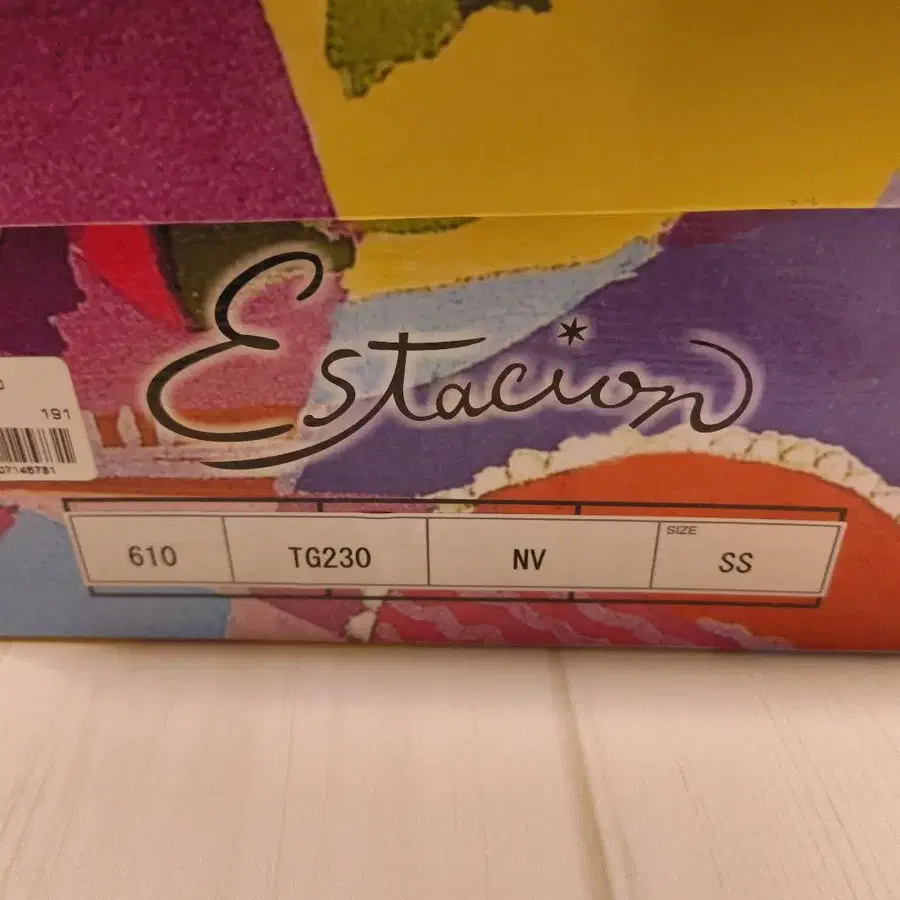 Estacion
191
610 TG230 NV SIZE SS